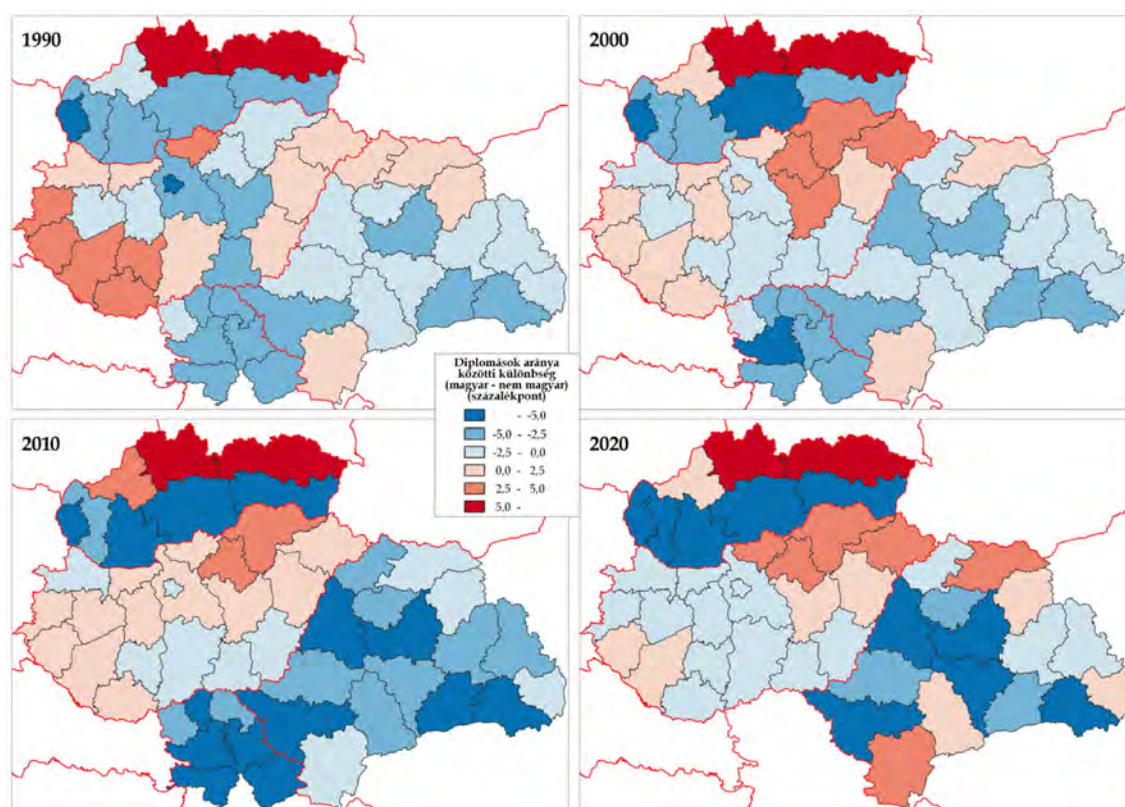 1990
2000
Diplomások aránya
közötti különbség
(magyar - nem magyar)
(százalékpont)
- -5,0
-5,0 - -2,5
-2,5 - 0,0
0,0 - 2,5
2,5 - 5,0
5,0 -
2010
2020